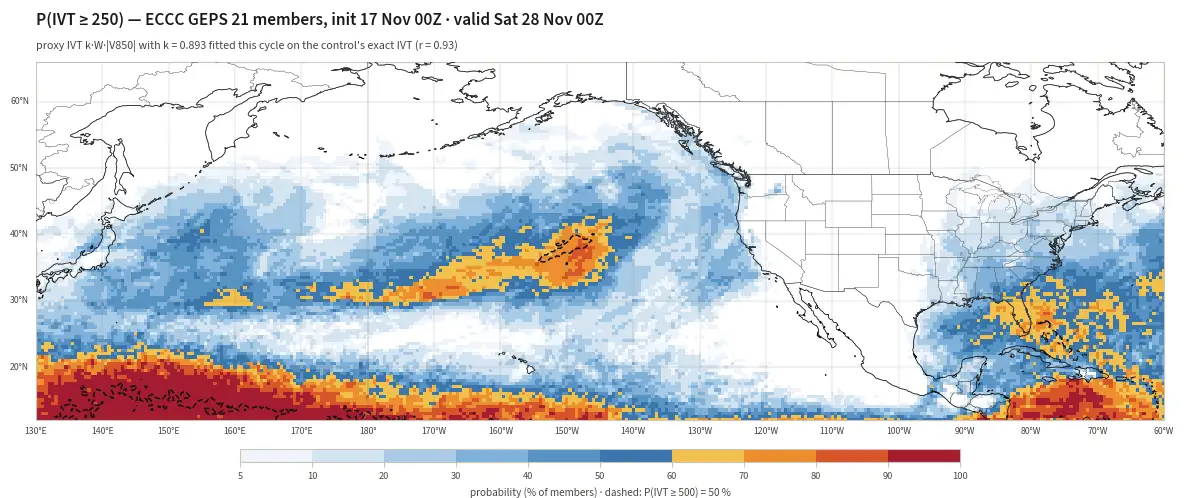 P(IVT ≥ 250) — ECCC GEPS 21 members, init 17 Nov 00Z · valid Sat 28 Nov 00Z
proxy IVT k·W·|V850| with k = 0.893 fitted this cycle on the control's exact IVT (r = 0.93)
60°N
50°N
40°N
30°N
20°N
130°E 140°E 150°E 160°E 170°E 180° 170°W 160°W 150°W 140°W 130°W 120°W 110°W 100°W 90°W 80°W 70°W 60°W
5 10 20 30 40 50 60 70 80 90 100
probability (% of members) · dashed: P(IVT ≥ 500) = 50 %